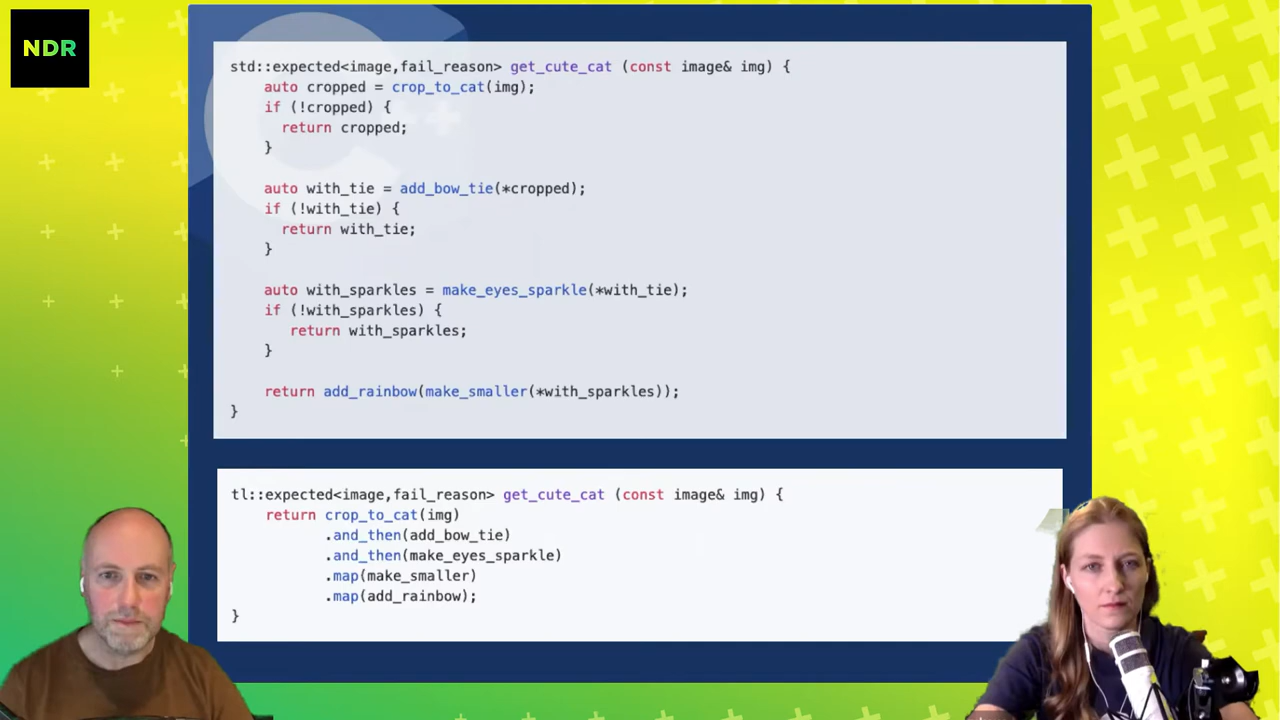 NDR
std::expected<image,fail_reason> get_cute_cat (const image& img) {
    auto cropped = crop_to_cat(img);
    if (!cropped) {
      return cropped;
    }
    auto with_tie = add_bow_tie(*cropped);
    if (!with_tie) {
      return with_tie;
    }
    auto with_sparkles = make_eyes_sparkle(*with_tie);
    if (!with_sparkles) {
       return with_sparkles;
    }
    return add_rainbow(make_smaller(*with_sparkles));
}
tl::expected<image,fail_reason> get_cute_cat (const image& img) {
    return crop_to_cat(img)
           .and_then(add_bow_tie)
           .and_then(make_eyes_sparkle)
           .map(make_smaller)
           .map(add_rainbow);
}